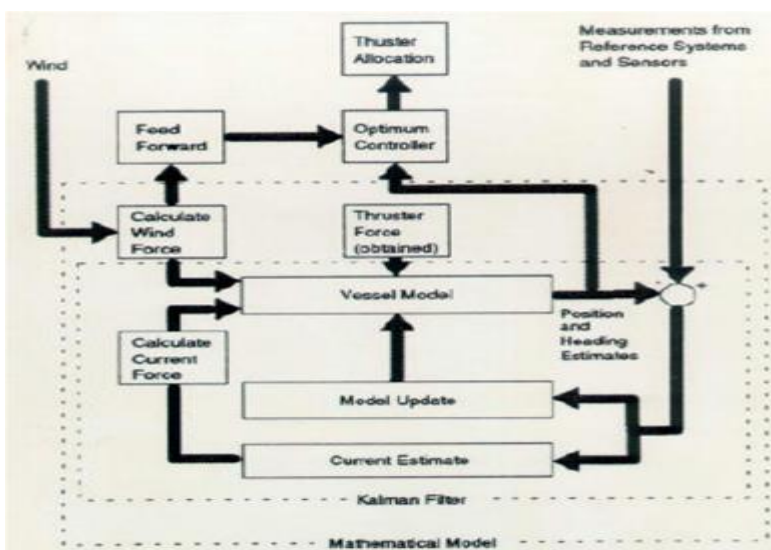 Thuster
Allocation
Measurements from
Reference Systems
and Sensors
Wind
Feed
Forward
Optimum
Controller
Calculate
Wind
Force
Thruster
Force
(obtained)
Vessel Model
- +
Position
and
Heading
Estimates
Calculate
Current
Force
Model Update
Current Estimate
Kalman Filter
Mathematical Model